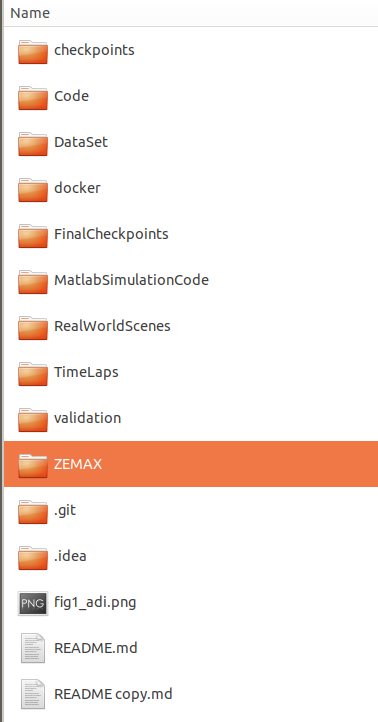 Name
checkpoints
Code
DataSet
docker
FinalCheckpoints
MatlabSimulationCode
RealWorldScenes
TimeLaps
validation
ZEMAX
.git
.idea
PNG fig1_adi.png
README.md
README copy.md